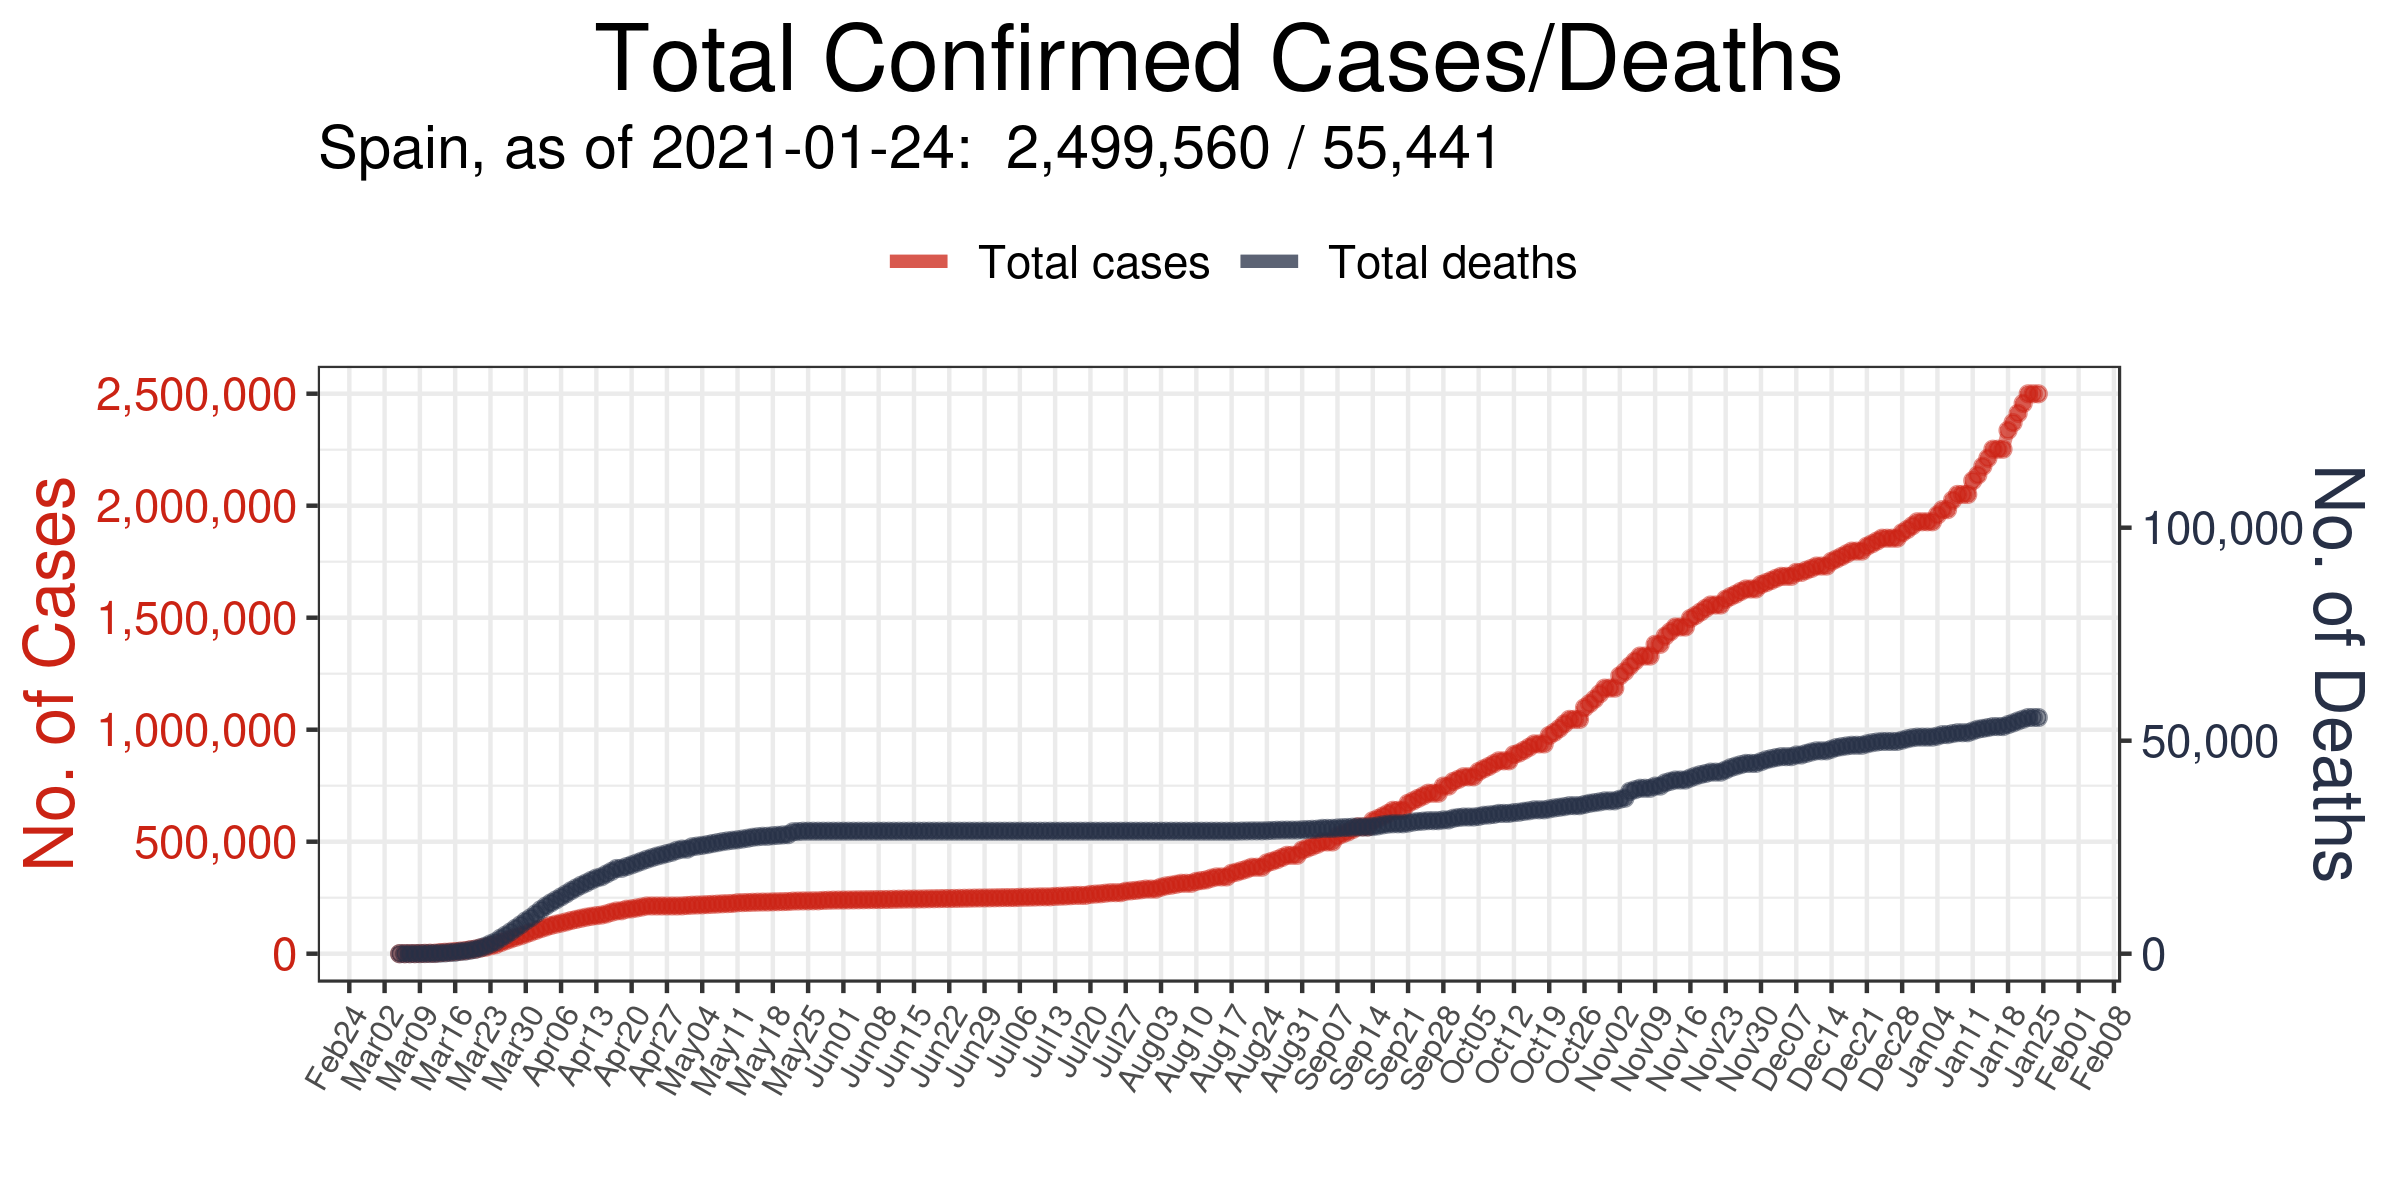 Total Confirmed Cases/Deaths
Spain, as of 2021-01-24:  2,499,560 / 55,441
Total cases
Total deaths
No. of Cases
2,500,000
2,000,000
1,500,000
1,000,000
500,000
0
No. of Deaths
100,000
50,000
0
Feb24
Mar02
Mar09
Mar16
Mar23
Mar30
Apr06
Apr13
Apr20
Apr27
May04
May11
May18
May25
Jun01
Jun08
Jun15
Jun22
Jun29
Jul06
Jul13
Jul20
Jul27
Aug03
Aug10
Aug17
Aug24
Aug31
Sep07
Sep14
Sep21
Sep28
Oct05
Oct12
Oct19
Oct26
Nov02
Nov09
Nov16
Nov23
Nov30
Dec07
Dec14
Dec21
Dec28
Jan04
Jan11
Jan18
Jan25
Feb01
Feb08